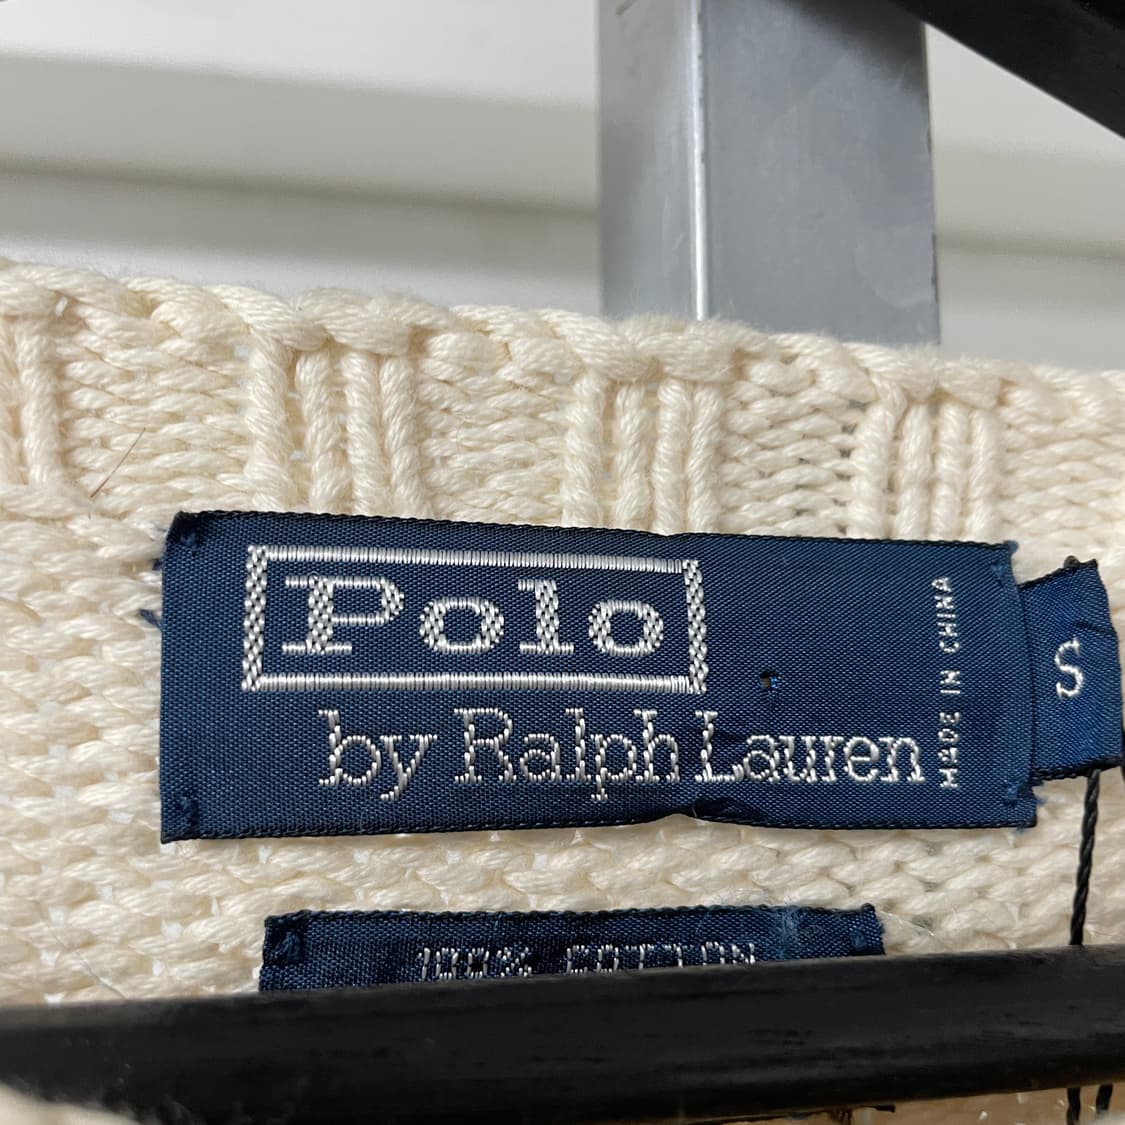 Polo
by Ralph Lauren
MADE IN CHINA
S
100% COTTON